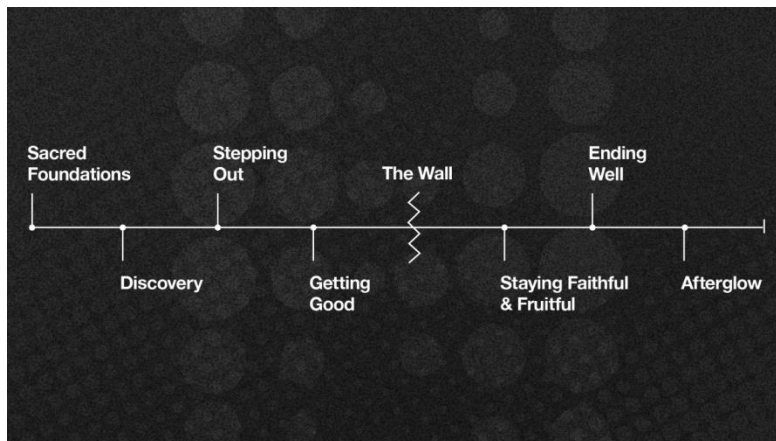 Sacred
Foundations
Discovery
Stepping
Out
Getting
Good
The Wall
Staying Faithful
& Fruitful
Ending
Well
Afterglow